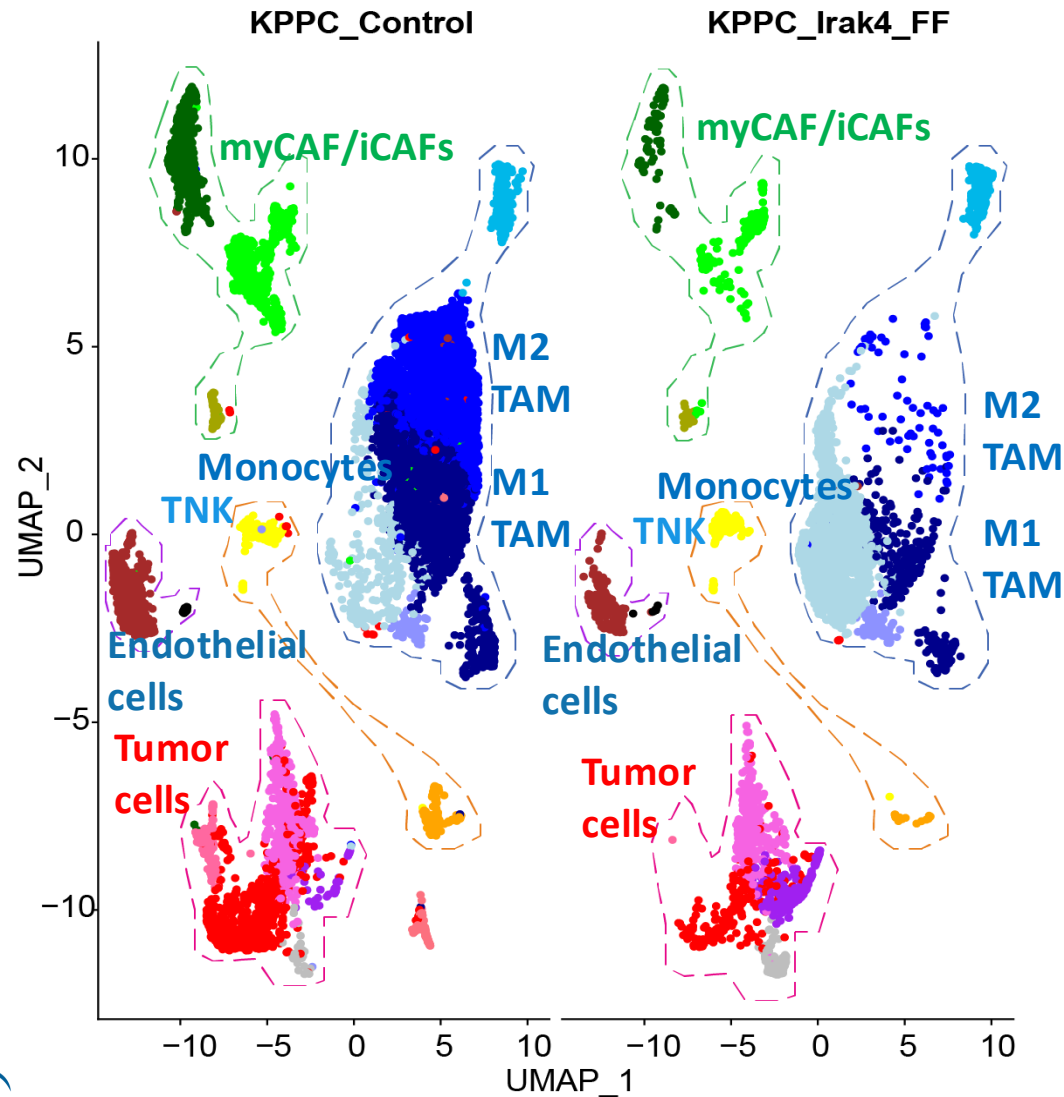 KPPC_Control
KPPC_Irak4_FF
myCAF/iCAFs
myCAF/iCAFs
10
5
0
−5
−10
UMAP_2
M2
TAM
M1
TAM
Monocytes
TNK
Endothelial
cells
Tumor
cells
M2
TAM
M1
TAM
Monocytes
TNK
Endothelial
cells
Tumor
cells
−10 −5 0 5 10
−10 −5 0 5 10
UMAP_1